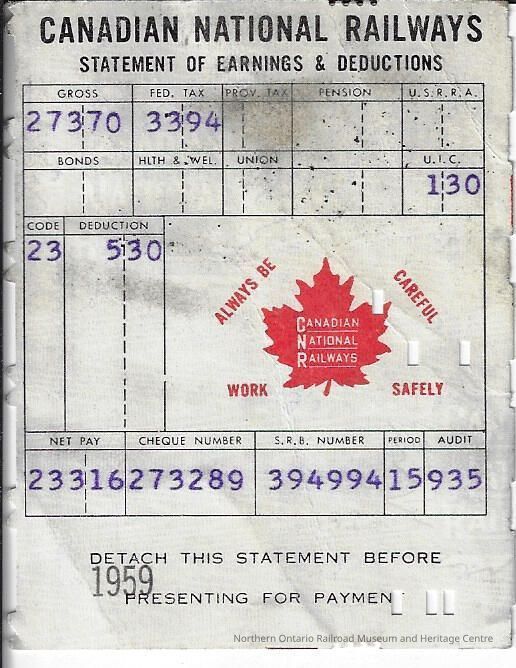 CANADIAN NATIONAL RAILWAYS
STATEMENT OF EARNINGS & DEDUCTIONS
GROSS FED. TAX PROV. TAX PENSION U.S.R.R.A.
27370 3394
BONDS HLTH & WEL. UNION U.I.C.
130
CODE DEDUCTION
23 530
ALWAYS BE CAREFUL
CANADIAN
NATIONAL
RAILWAYS
WORK SAFELY
NET PAY CHEQUE NUMBER S.R.B. NUMBER PERIOD AUDIT
23316 273289 394994 15 935
DETACH THIS STATEMENT BEFORE
1959
PRESENTING FOR PAYMENT
Northern Ontario Railroad Museum and Heritage Centre